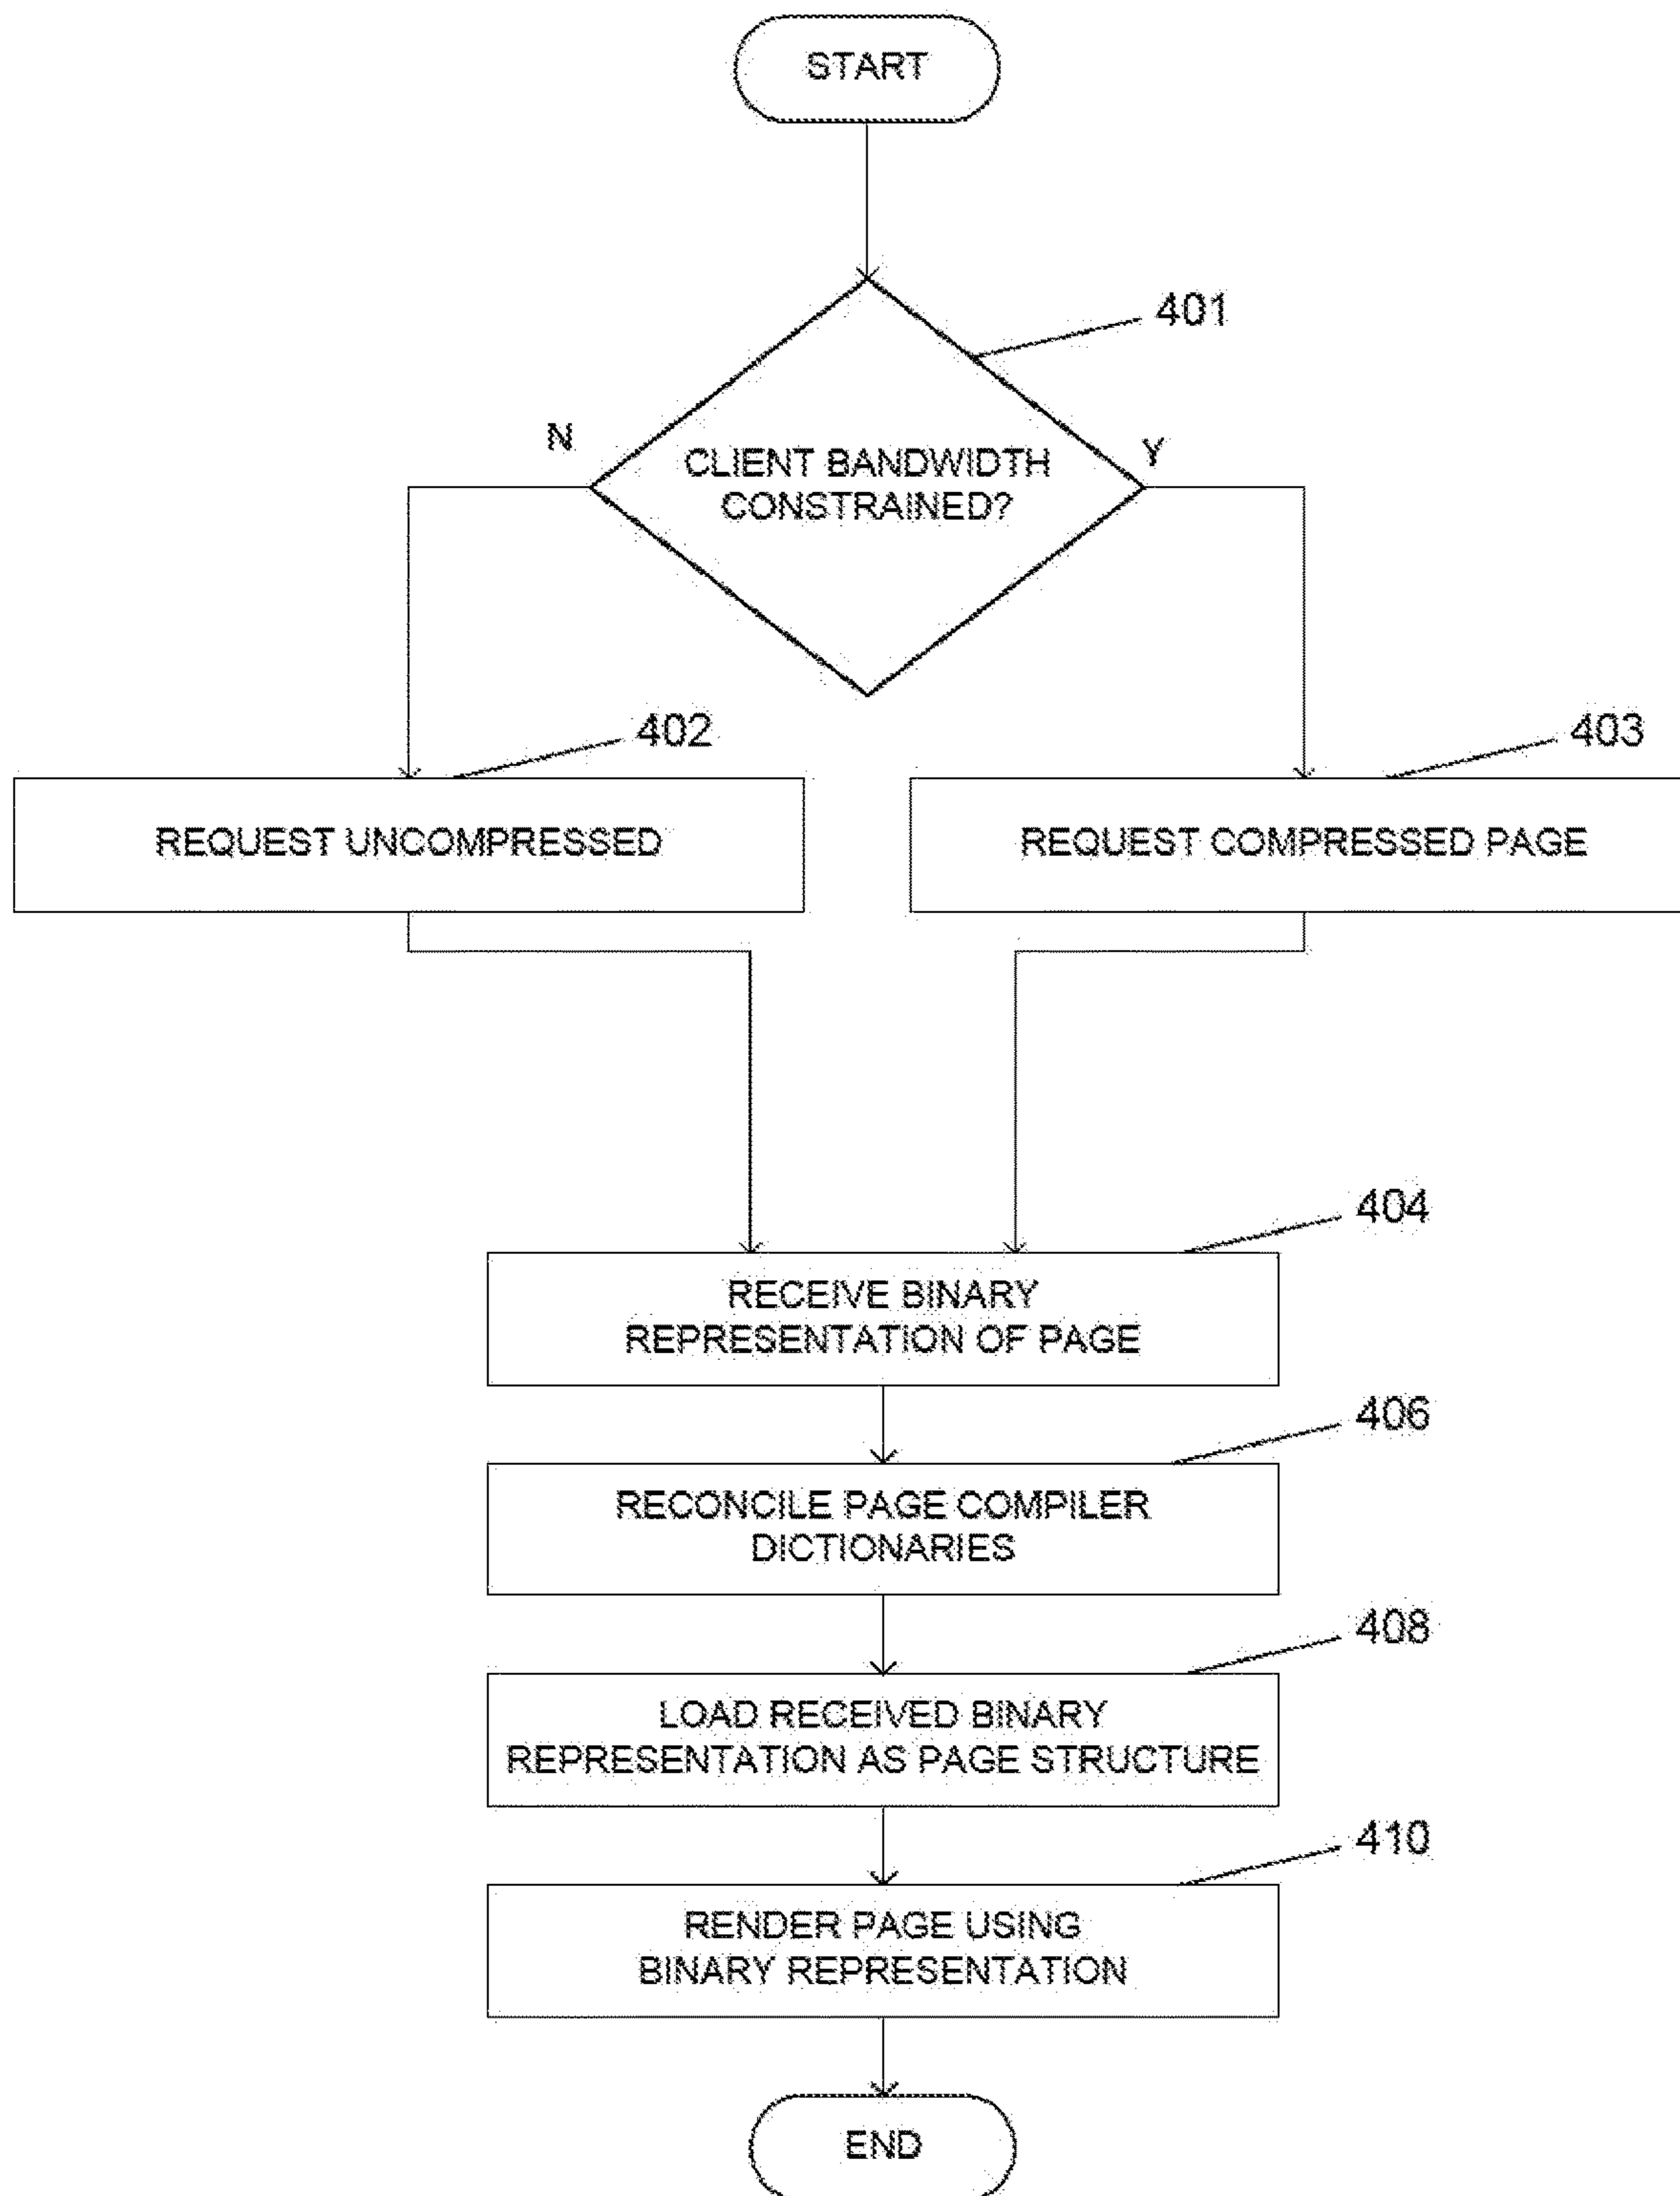 START
401
N
Y
CLIENT BANDWIDTH
CONSTRAINED?
402
403
REQUEST UNCOMPRESSED
REQUEST COMPRESSED PAGE
404
RECEIVE BINARY
REPRESENTATION OF PAGE
406
RECONCILE PAGE COMPILER
DICTIONARIES
408
LOAD RECEIVED BINARY
REPRESENTATION AS PAGE STRUCTURE
410
RENDER PAGE USING
BINARY REPRESENTATION
END